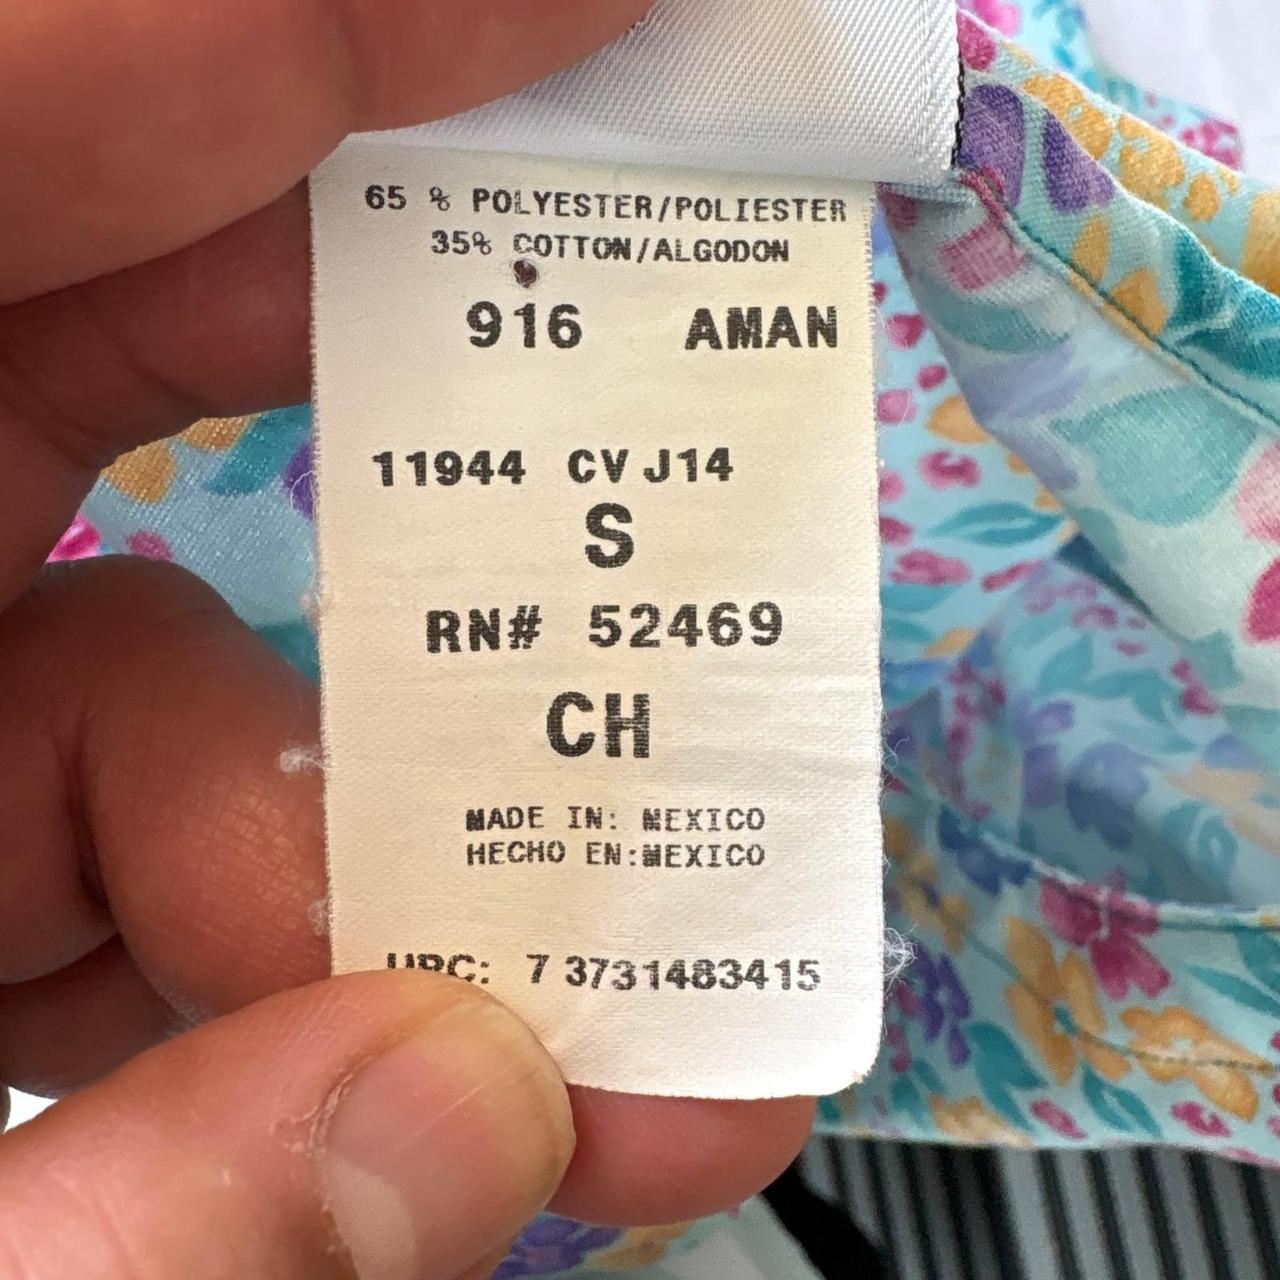 65 % POLYESTER/POLIESTER
35% COTTON/ALGODON
916 AMAN
11944 CV J14
S
RN# 52469
CH
MADE IN: MEXICO
HECHO EN:MEXICO
UPC: 7 3731483415